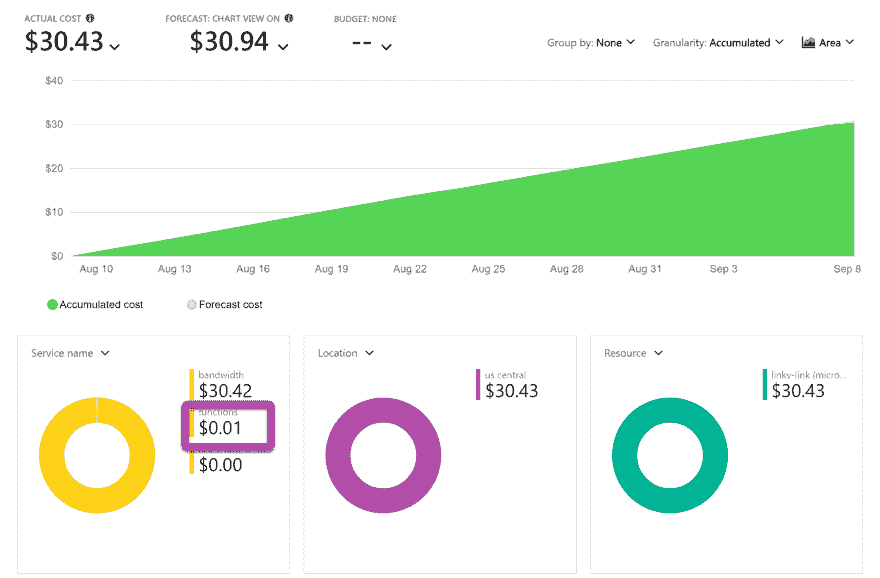 ACTUAL COST
FORECAST: CHART VIEW ON
BUDGET: NONE
$30.43
$30.94
--
Group by: None
Granularity: Accumulated
Area
$40
$30
$20
$10
$0
Aug 10 Aug 13 Aug 16 Aug 19 Aug 22 Aug 25 Aug 28 Aug 31 Sep 3 Sep 8
Accumulated cost
Forecast cost
Service name
bandwidth
$30.42
functions
$0.01
$0.00
Location
us central
$30.43
Resource
linky-link (micro...
$30.43